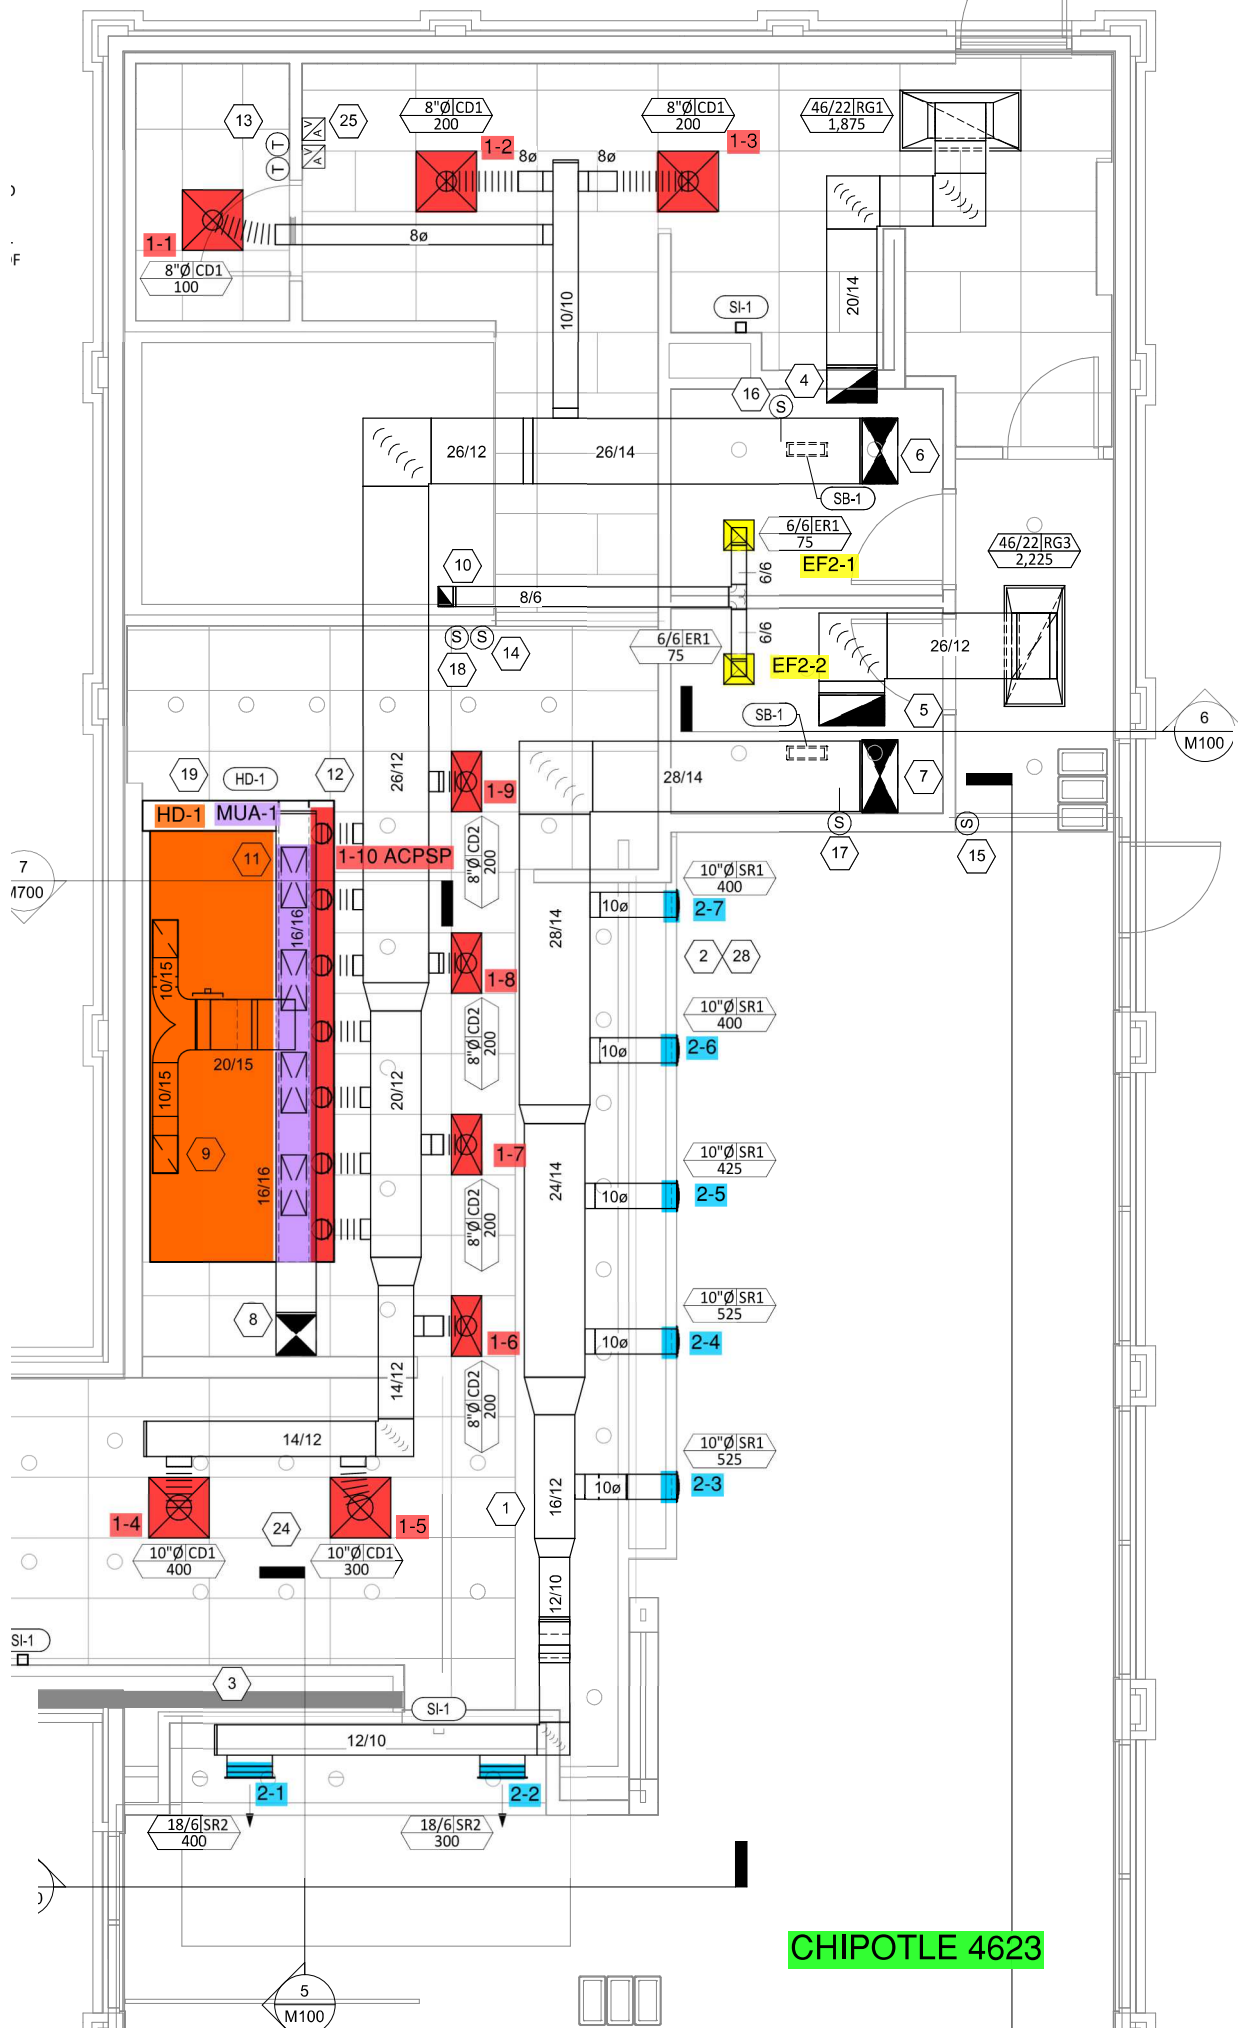 13
25
8"Ø CD1
200
8"Ø CD1
200
46/22 RG1
1,875
T
T
V
A
V
A
1-2
8ø
8ø
1-3
1-1
8ø
8"Ø CD1
100
10/10
SI-1
20/14
16
4
S
26/12
26/14
6
SB-1
6/6 ER1
75
46/22 RG3
2,225
EF2-1
10
6/6
8/6
6/6 ER1
75
6/6
S
S
14
18
EF2-2
26/12
5
6
M100
SB-1
19
HD-1
12
26/12
28/14
7
1-9
HD-1
MUA-1
S
S
17
15
11
1-10 ACPSP
8"Ø CD2
200
7
M700
10"Ø SR1
400
10ø
2-7
16/16
28/14
10/15
1-8
2
28
10"Ø SR1
400
8"Ø CD2
200
10ø
2-6
20/15
10/15
20/12
9
1-7
10"Ø SR1
425
16/16
24/14
10ø
2-5
8"Ø CD2
200
8
1-6
10"Ø SR1
525
10ø
2-4
14/12
8"Ø CD2
200
14/12
10"Ø SR1
525
1-4
24
1-5
1
16/12
10ø
2-3
10"Ø CD1
400
10"Ø CD1
300
12/10
SI-1
3
SI-1
12/10
2-1
2-2
18/6 SR2
400
18/6 SR2
300
CHIPOTLE 4623
5
M100